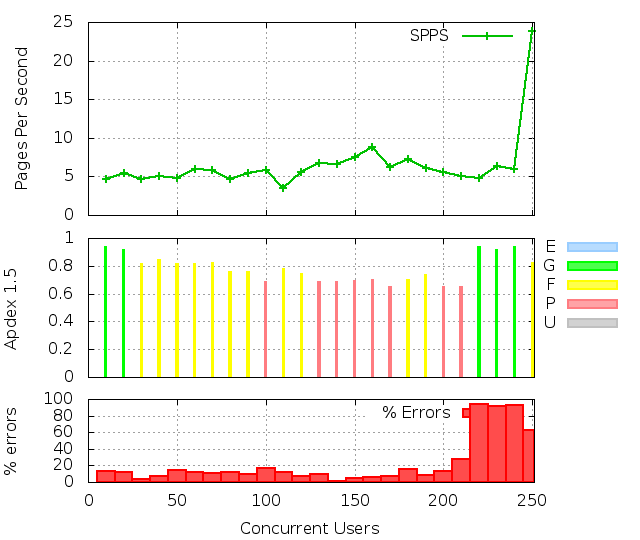 Pages Per Second
25
20
15
10
5
0
SPPS
Apdex 1.5
1
0.8
0.6
0.4
0.2
0
E
G
F
P
U
% errors
100
80
60
40
20
0
% Errors
0 50 100 150 200 250
Concurrent Users